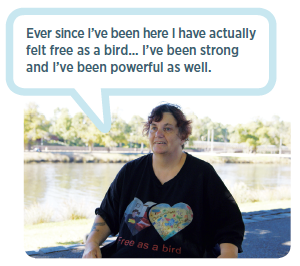 Ever since I've been here I have actually
felt free as a bird... I've been strong
and I've been powerful as well.
Free as a bird